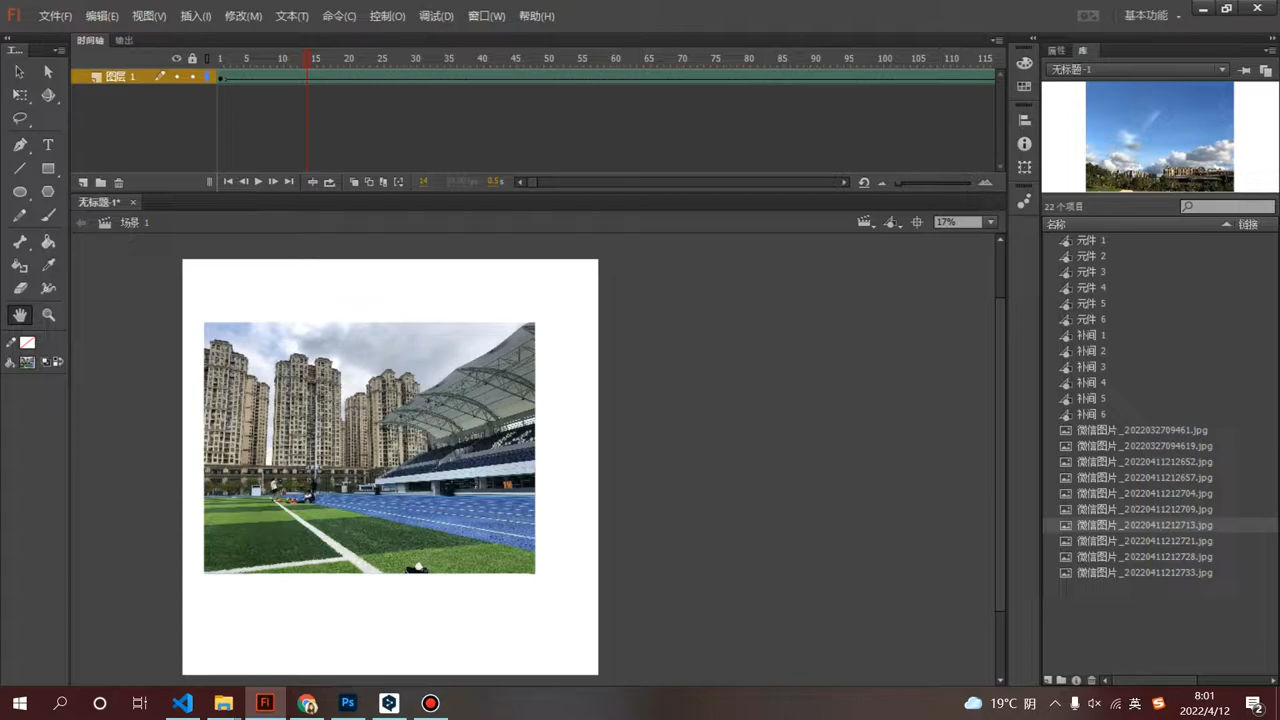 Fl 文件(F) 编辑(E) 视图(V) 插入(I) 修改(M) 文本(T) 命令(C) 控制(O) 调试(D) 窗口(W) 帮助(H) 基本功能
时间轴 输出
工... 属性 库
1 5 10 15 20 25 30 35 40 45 50 55 60 65 70 75 80 85 90 95 100 105 110 115
图层 1
无标题-1
14 0.5s
无标题-1* ×
场景 1 17%
22 个项目
名称 链接
元件 1
元件 2
元件 3
元件 4
元件 5
元件 6
补间 1
补间 2
补间 3
补间 4
补间 5
补间 6
微信图片_2022032709461.jpg
微信图片_20220327094619.jpg
微信图片_20220411212652.jpg
微信图片_20220411212657.jpg
微信图片_20220411212704.jpg
微信图片_20220411212709.jpg
微信图片_20220411212713.jpg
微信图片_20220411212721.jpg
微信图片_20220411212728.jpg
微信图片_20220411212733.jpg
Fl Ps 19°C 阴 英 8:01
2022/4/12 2